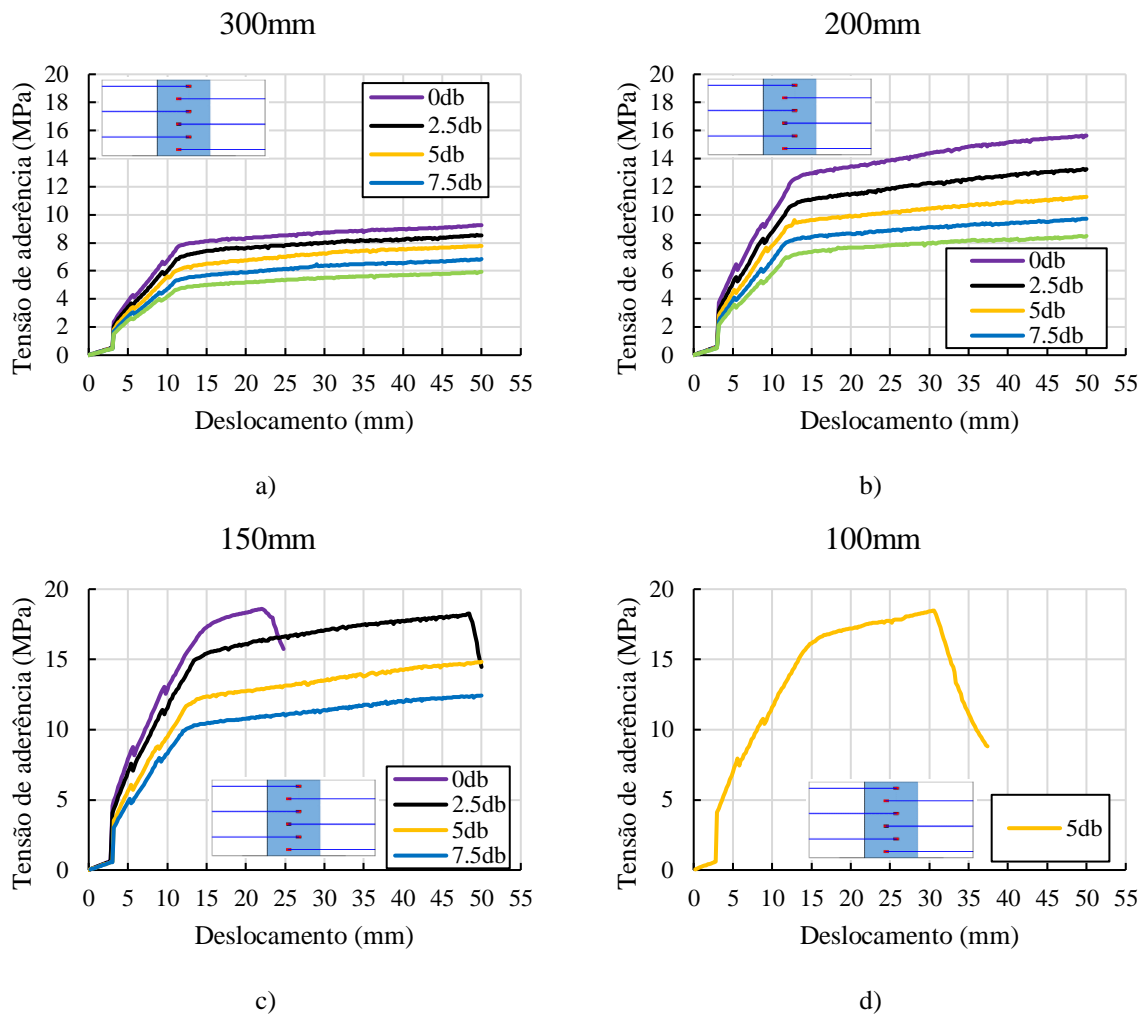 300mm
Tensão de aderência (MPa)
20
18
16
14
12
10
8
6
4
2
0
0db
2.5db
5db
7.5db
0 5 10 15 20 25 30 35 40 45 50 55
Deslocamento (mm)
a)
200mm
Tensão de aderência (MPa)
20
18
16
14
12
10
8
6
4
2
0
0db
2.5db
5db
7.5db
0 5 10 15 20 25 30 35 40 45 50 55
Deslocamento (mm)
b)
150mm
Tensão de aderência (MPa)
20
15
10
5
0
0db
2.5db
5db
7.5db
0 5 10 15 20 25 30 35 40 45 50 55
Deslocamento (mm)
c)
100mm
Tensão de aderência (MPa)
20
15
10
5
0
5db
0 5 10 15 20 25 30 35 40 45 50 55
Deslocamento (mm)
d)